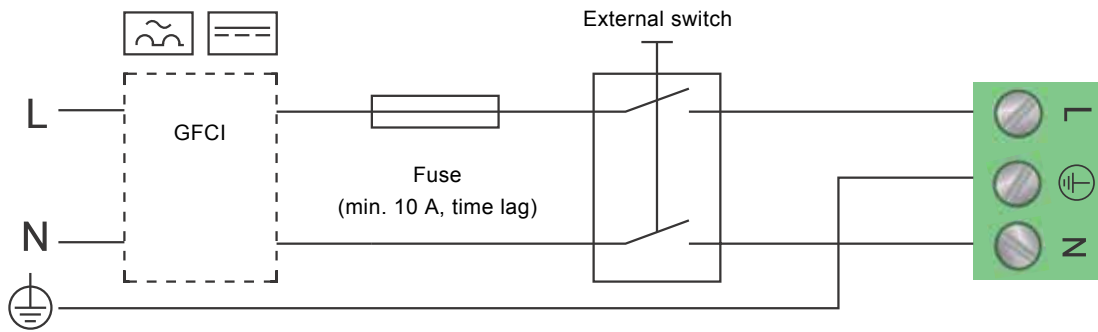 External switch
L
GFCI
Fuse
(min. 10 A, time lag)
N
L
N